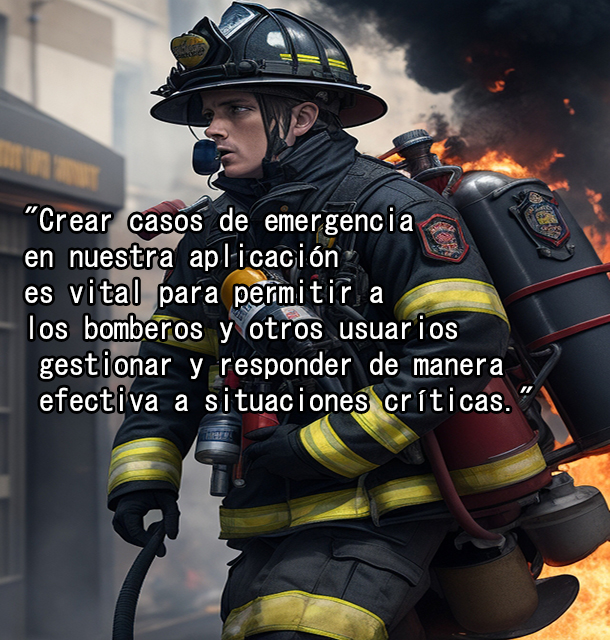 "Crear casos de emergencia
en nuestra aplicación
es vital para permitir a
los bomberos y otros usuarios
gestionar y responder de manera
efectiva a situaciones críticas."